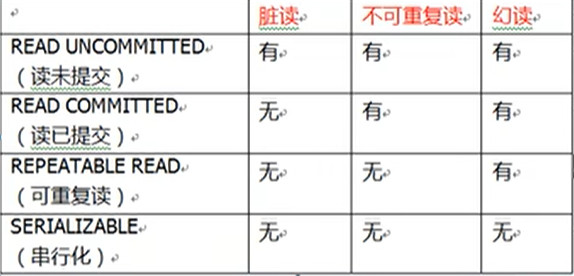 脏读 不可重复读 幻读
READ UNCOMMITTED 有 有 有
（读未提交）
READ COMMITTED 无 有 有
（读已提交）
REPEATABLE READ 无 无 有
（可重复读）
SERIALIZABLE 无 无 无
（串行化）